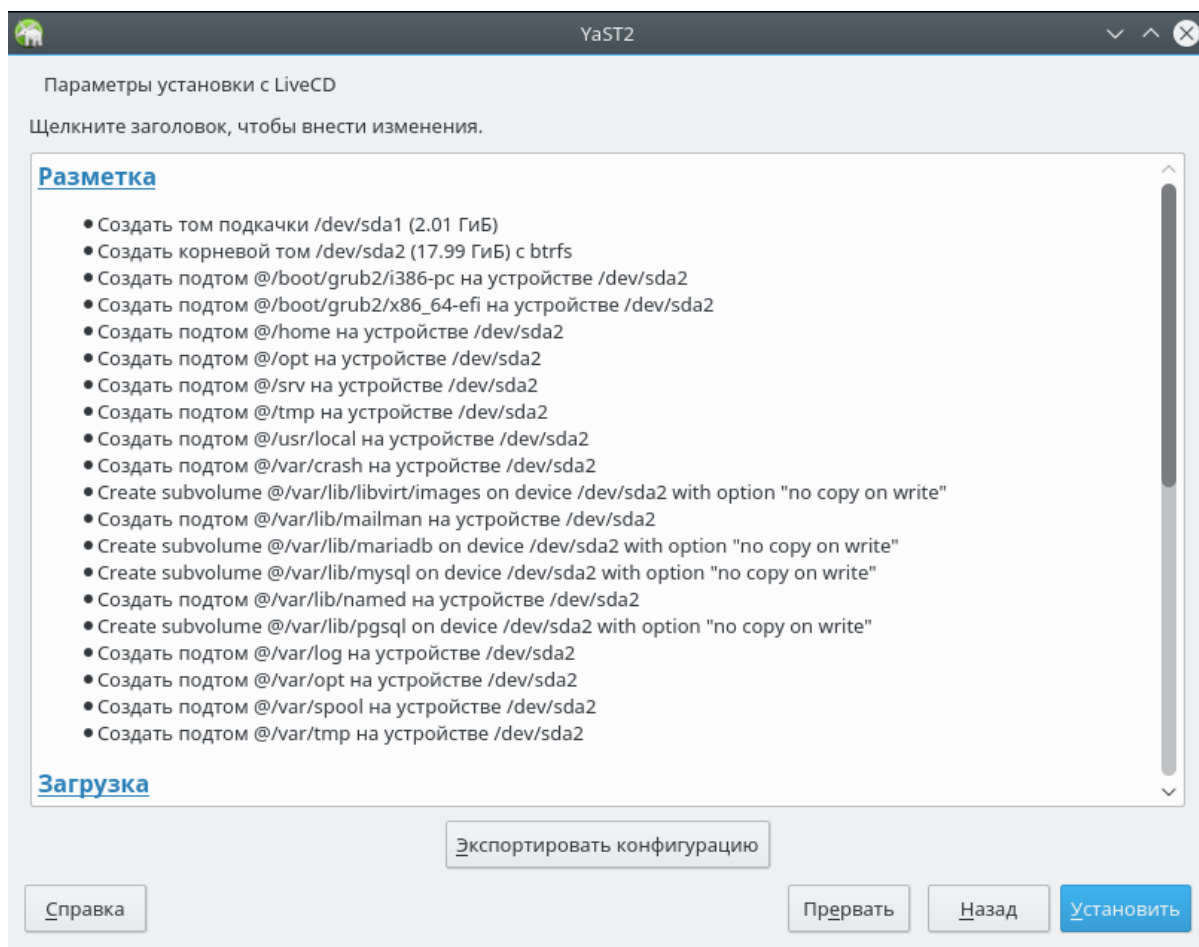 YaST2
Параметры установки с LiveCD
Щелкните заголовок, чтобы внести изменения.
Разметка
Создать том подкачки /dev/sda1 (2.01 ГиБ)
Создать корневой том /dev/sda2 (17.99 ГиБ) с btrfs
Создать подтом @/boot/grub2/i386-pc на устройстве /dev/sda2
Создать подтом @/boot/grub2/x86_64-efi на устройстве /dev/sda2
Создать подтом @/home на устройстве /dev/sda2
Создать подтом @/opt на устройстве /dev/sda2
Создать подтом @/srv на устройстве /dev/sda2
Создать подтом @/tmp на устройстве /dev/sda2
Создать подтом @/usr/local на устройстве /dev/sda2
Создать подтом @/var/crash на устройстве /dev/sda2
Create subvolume @/var/lib/libvirt/images on device /dev/sda2 with option "no copy on write"
Создать подтом @/var/lib/mailman на устройстве /dev/sda2
Create subvolume @/var/lib/mariadb on device /dev/sda2 with option "no copy on write"
Create subvolume @/var/lib/mysql on device /dev/sda2 with option "no copy on write"
Создать подтом @/var/lib/named на устройстве /dev/sda2
Create subvolume @/var/lib/pgsql on device /dev/sda2 with option "no copy on write"
Создать подтом @/var/log на устройстве /dev/sda2
Создать подтом @/var/opt на устройстве /dev/sda2
Создать подтом @/var/spool на устройстве /dev/sda2
Создать подтом @/var/tmp на устройстве /dev/sda2
Загрузка
Экспортировать конфигурацию
Справка
Прервать
Назад
Установить